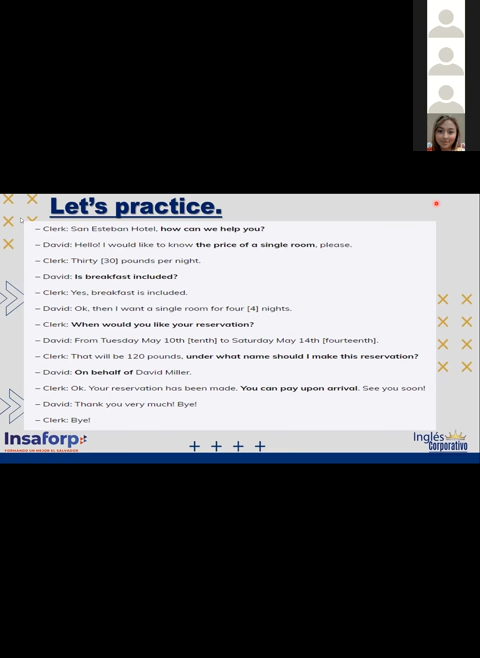 Let's practice.
– Clerk: San Esteban Hotel, how can we help you?
– David: Hello! I would like to know the price of a single room, please.
– Clerk: Thirty [30] pounds per night.
– David: Is breakfast included?
– Clerk: Yes, breakfast is included.
– David: Ok, then I want a single room for four [4] nights.
– Clerk: When would you like your reservation?
– David: From Tuesday May 10th [tenth] to Saturday May 14th [fourteenth].
– Clerk: That will be 120 pounds, under what name should I make this reservation?
– David: On behalf of David Miller.
– Clerk: Ok. Your reservation has been made. You can pay upon arrival. See you soon!
– David: Thank you very much! Bye!
– Clerk: Bye!
Insaforp
FORMANDO UN MEJOR EL SALVADOR
Inglés
Corporativo